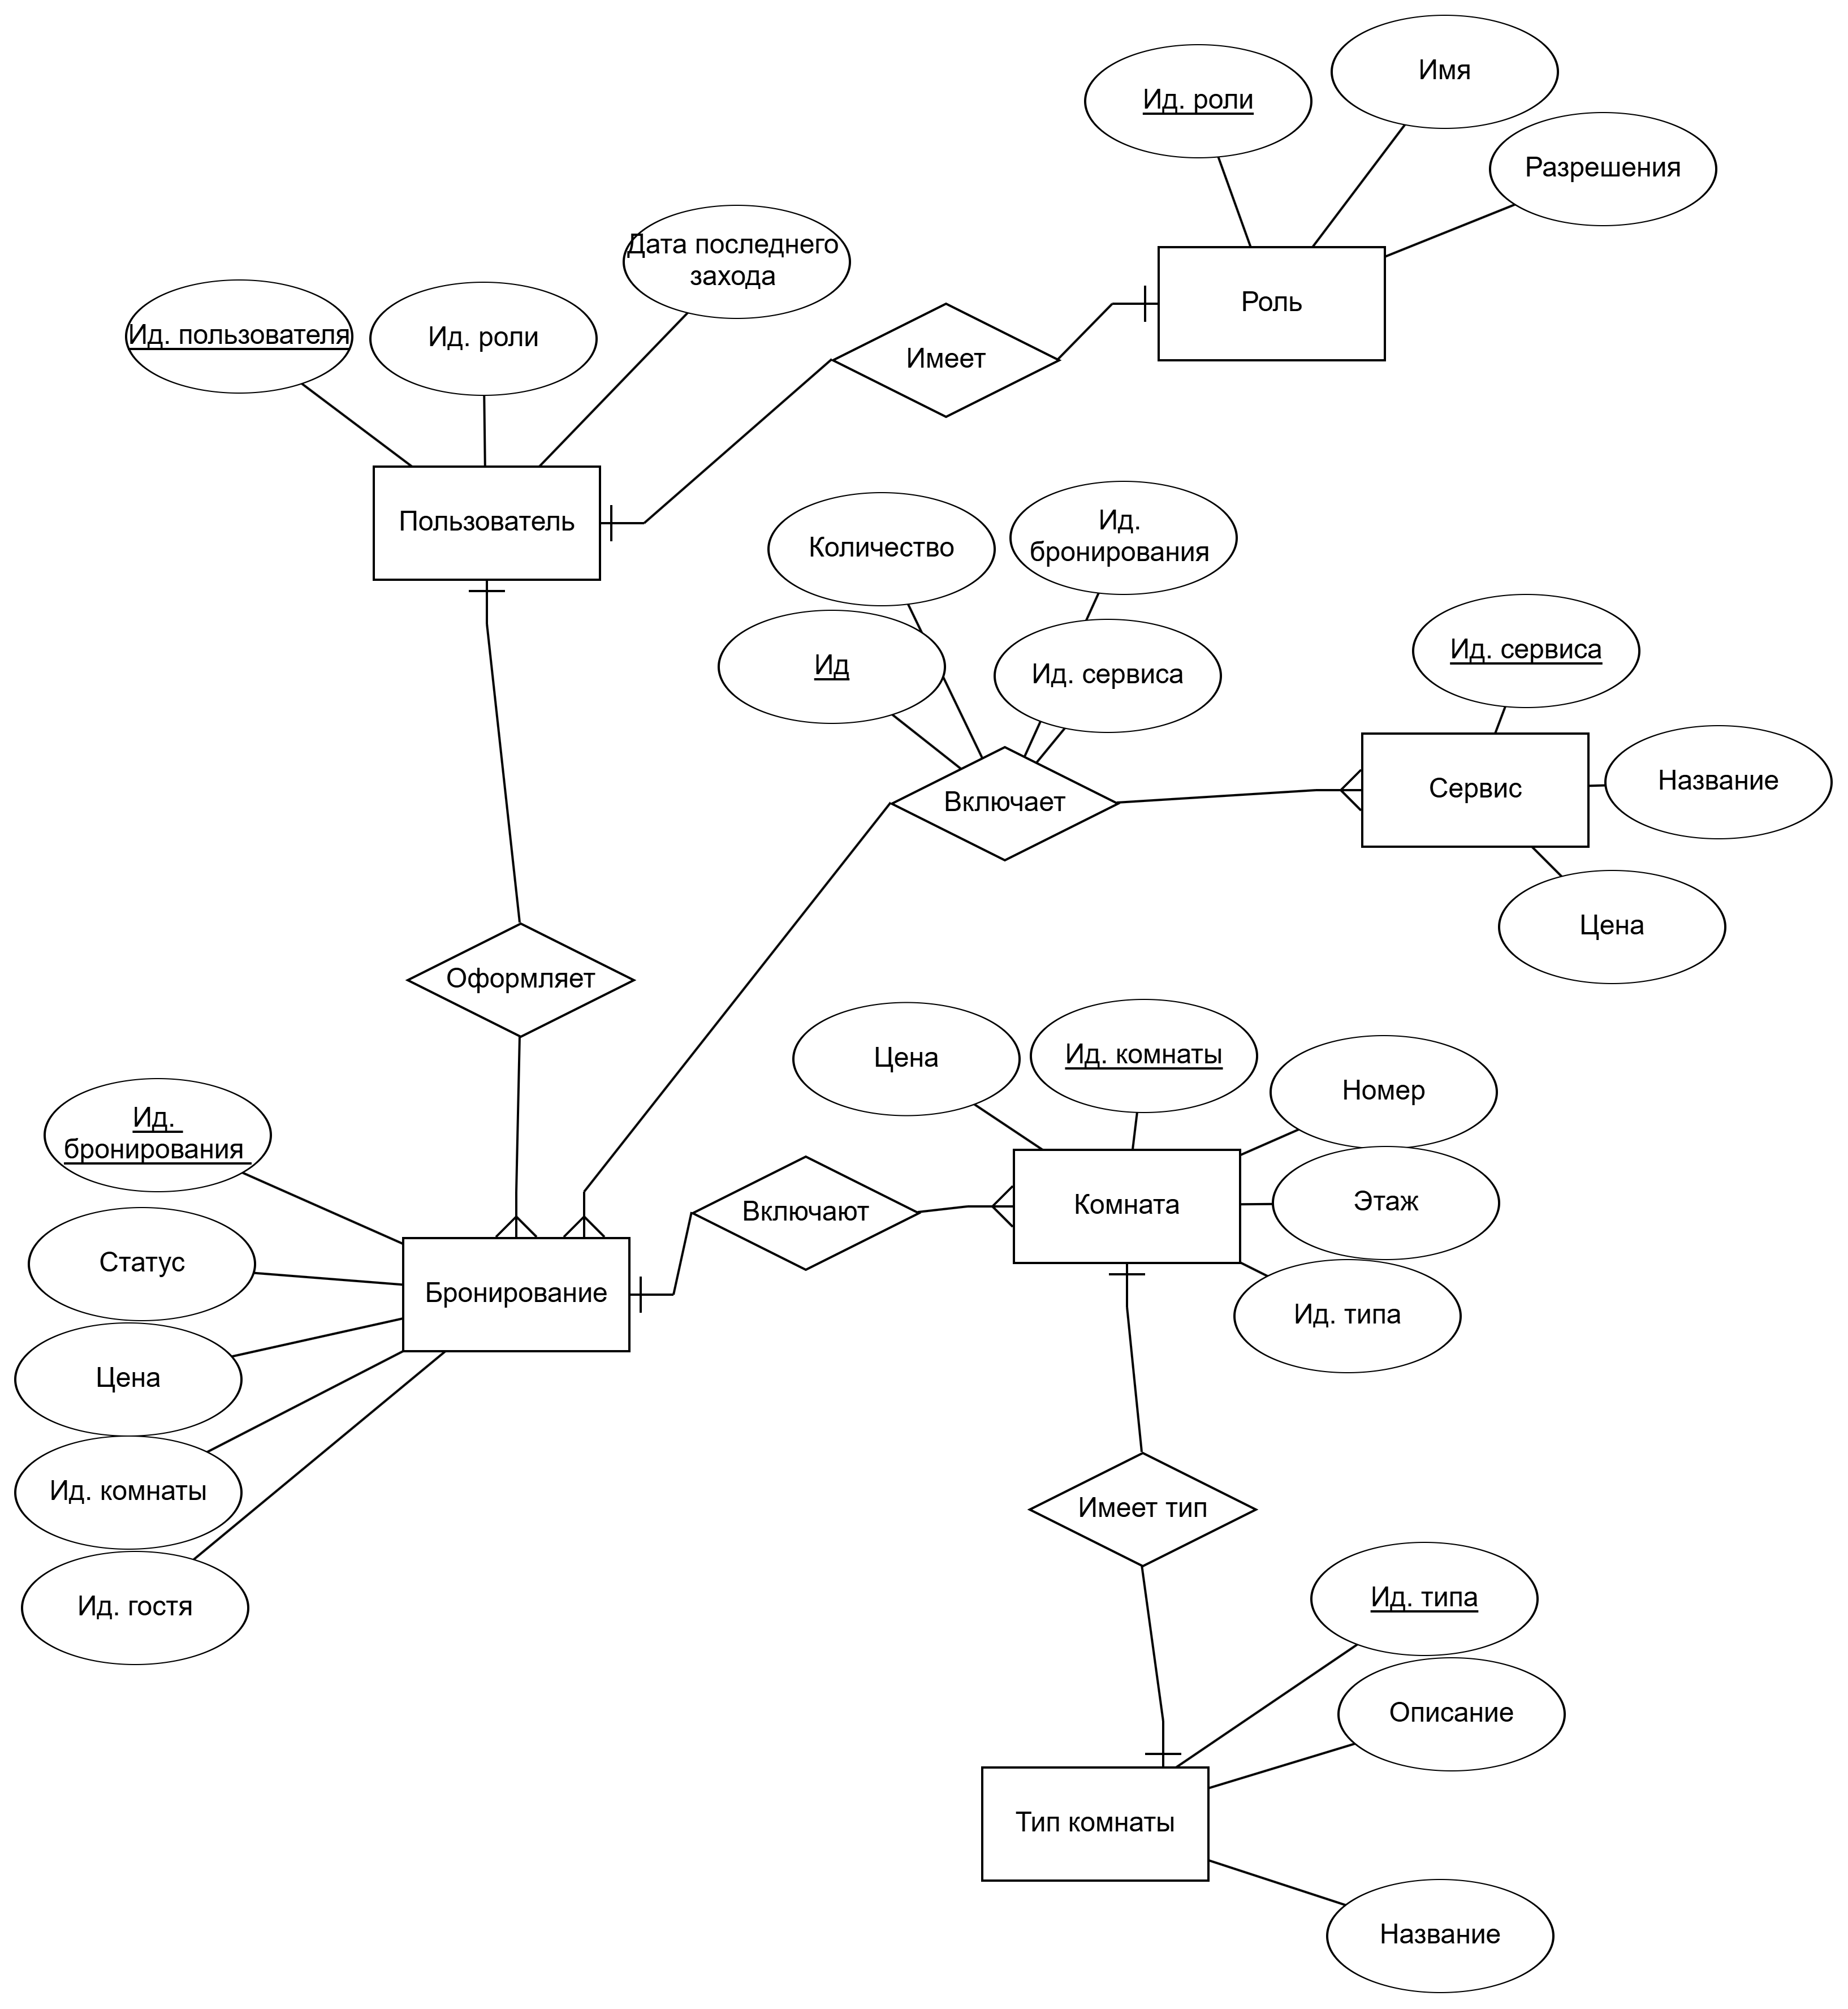 Имя
Ид. роли
Разрешения
Дата последнего
захода
Роль
Ид. пользователя
Ид. роли
Имеет
Пользователь
Количество
Ид.
бронирования
Ид. сервиса
Ид
Ид. сервиса
Название
Сервис
Включает
Цена
Оформляет
Цена
Ид. комнаты
Номер
Ид.
бронирования
Этаж
Комната
Включают
Статус
Бронирование
Ид. типа
Цена
Ид. комнаты
Имеет тип
Ид. гостя
Ид. типа
Описание
Тип комнаты
Название